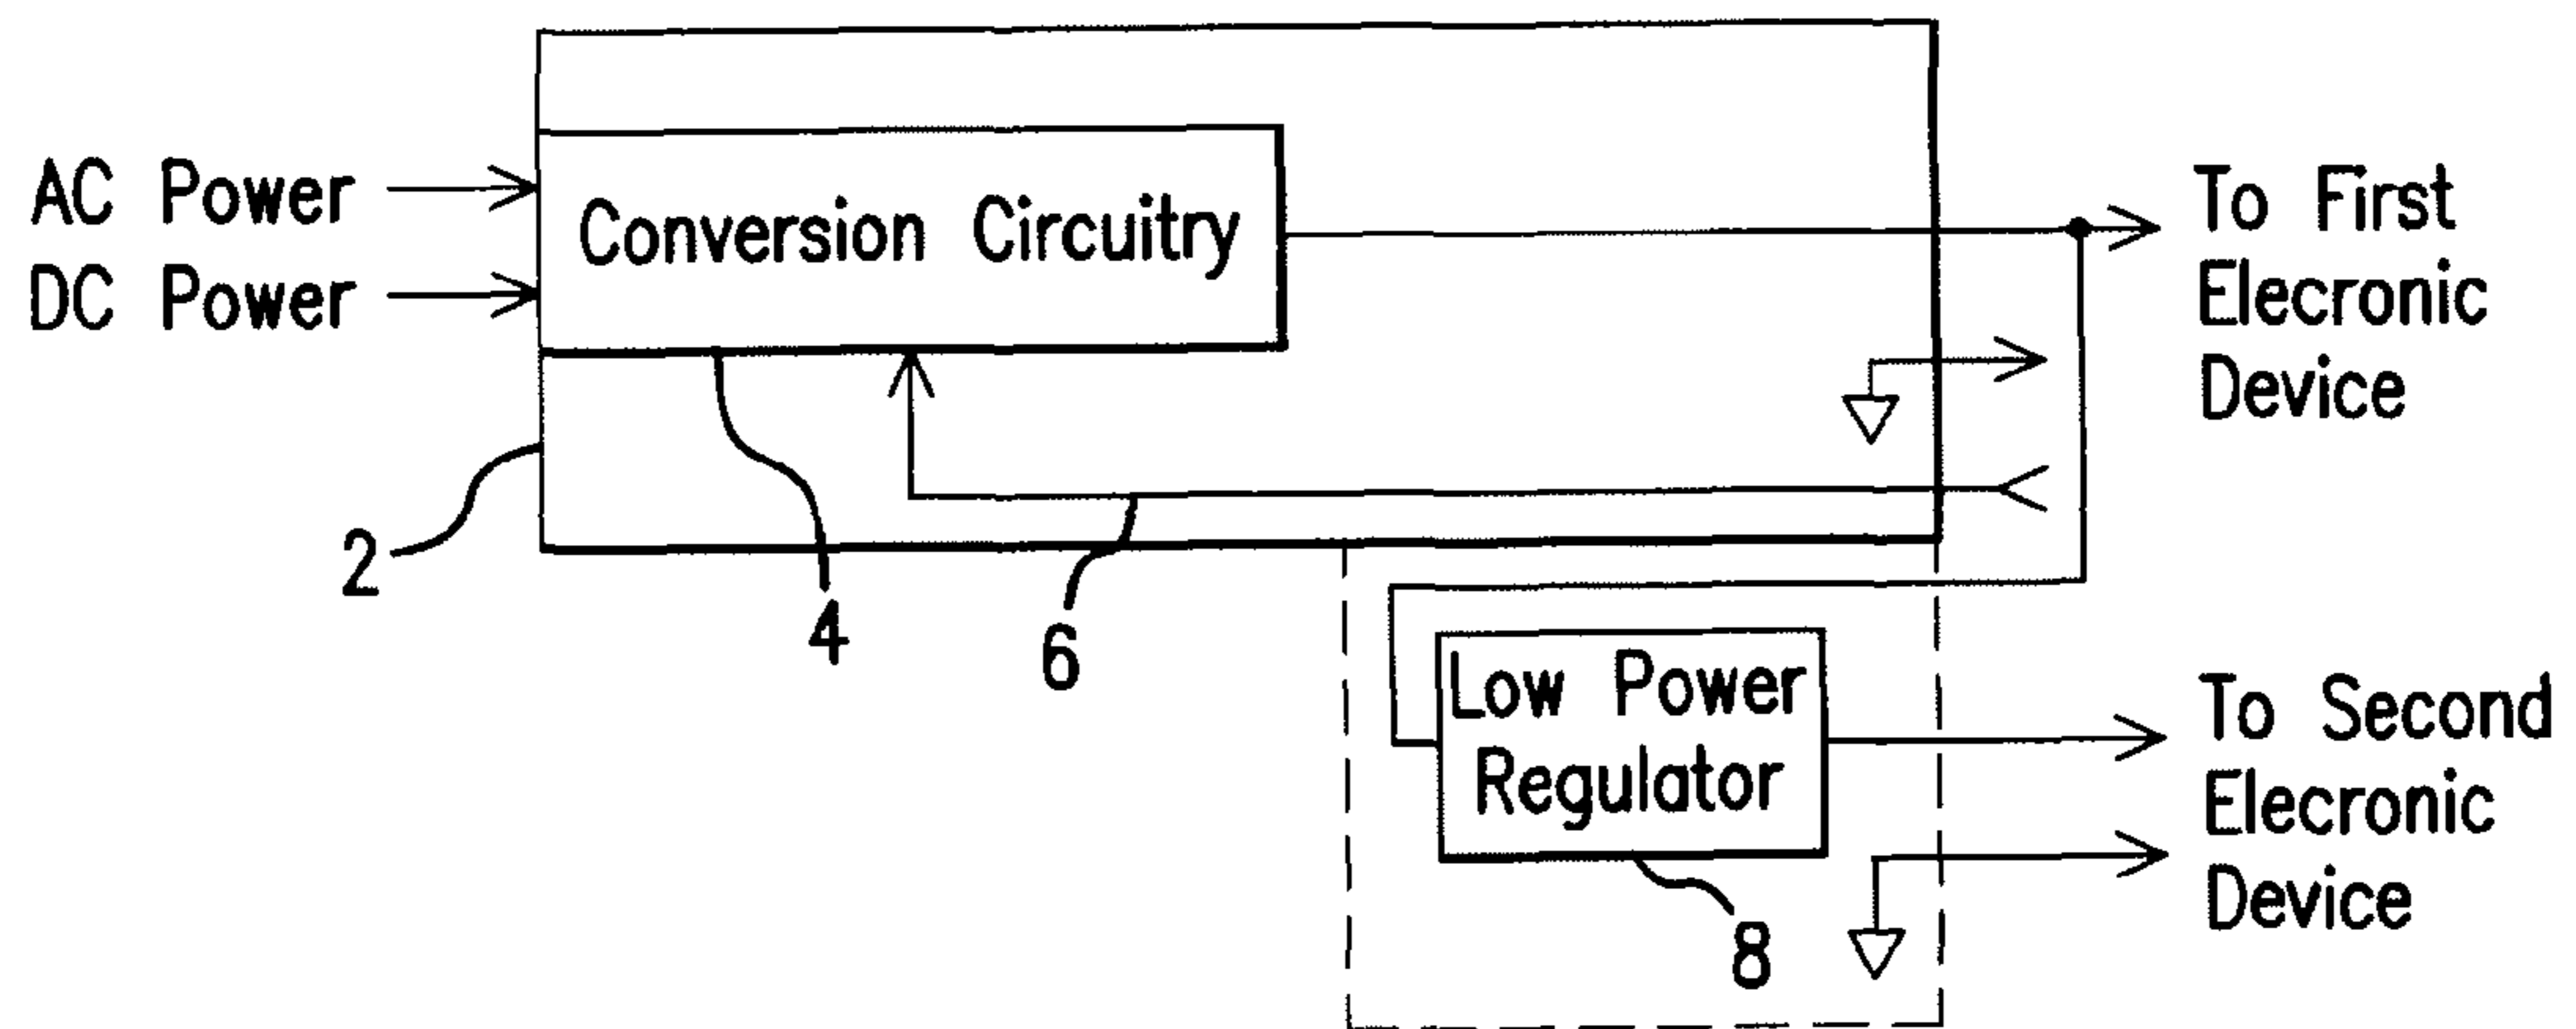 AC Power
DC Power
Conversion Circuitry
To First
Elecronic
Device
2
4
6
Low Power
Regulator
8
To Second
Elecronic
Device